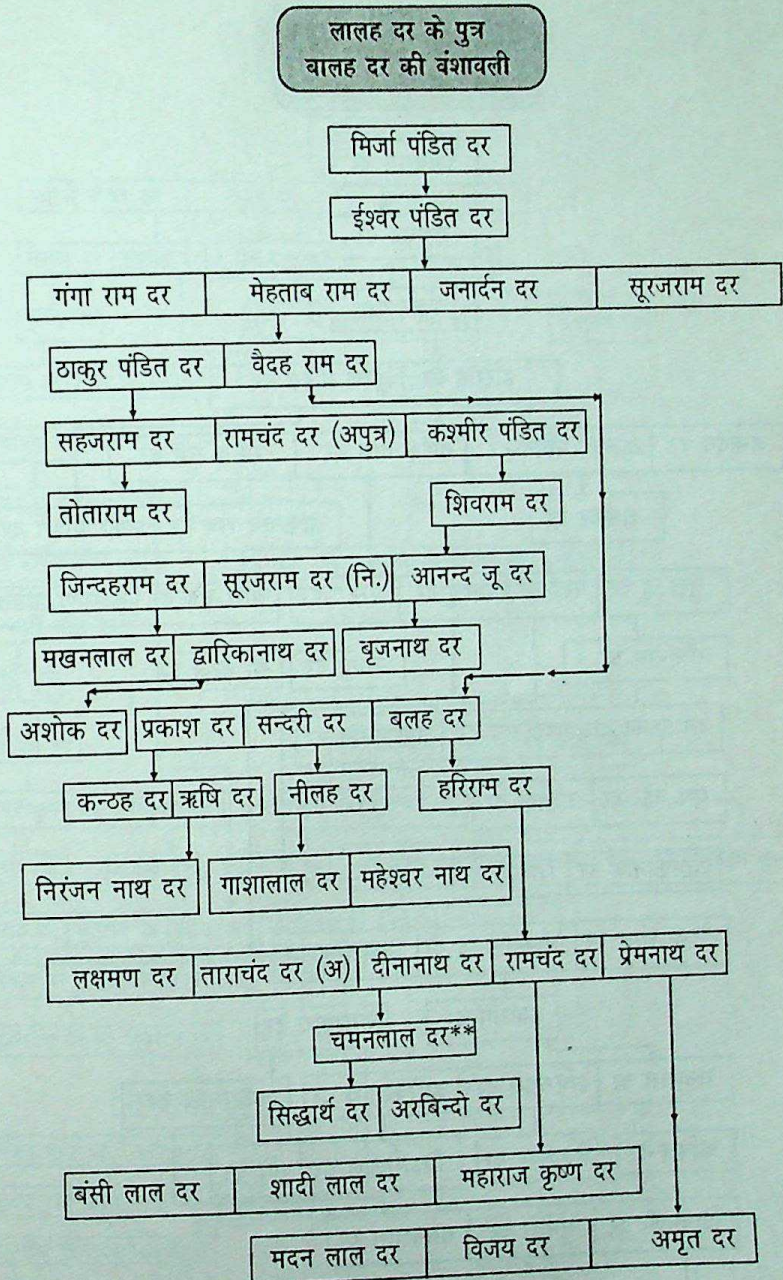 लालह दर के पुत्र
बालह दर की वंशावली
मिर्जा पंडित दर
ईश्वर पंडित दर
गंगा राम दर मेहताब राम दर जनार्दन दर सूरजराम दर
ठाकुर पंडित दर वैदह राम दर
सहजराम दर रामचंद दर (अपुत्र) कश्मीर पंडित दर
तोताराम दर शिवराम दर
जिन्दहराम दर सूरजराम दर (नि.) आनन्द जू दर
मखनलाल दर द्वारिकानाथ दर बृजनाथ दर
अशोक दर प्रकाश दर सन्दरी दर बलह दर
कन्ठह दर ऋषि दर नीलह दर हरिराम दर
निरंजन नाथ दर गाशालाल दर महेश्वर नाथ दर
लक्षमण दर ताराचंद दर (अ) दीनानाथ दर रामचंद दर प्रेमनाथ दर
चमनलाल दर**
सिद्धार्थ दर अरबिन्दो दर
बंसी लाल दर शादी लाल दर महाराज कृष्ण दर
मदन लाल दर विजय दर अमृत दर